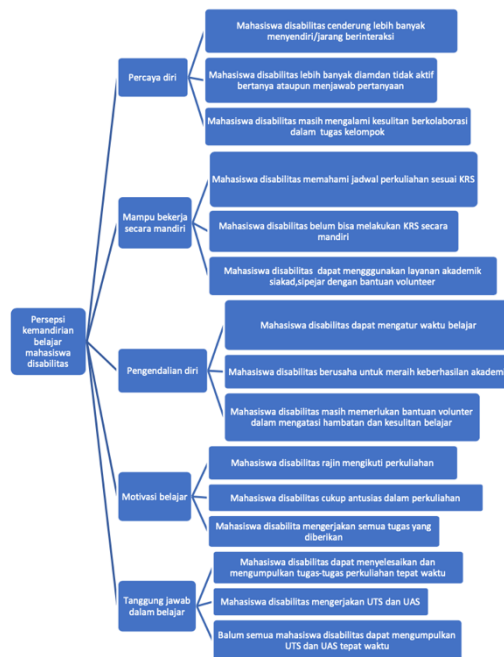 Mahasiswa disabilitas cenderung lebih banyak
menyendiri/jarang berinteraksi
Percaya diri
Mahasiswa disabilitas lebih banyak diamdan tidak aktif
bertanya ataupun menjawab pertanyaan
Mahasiswa disabilitas masih mengalami kesulitan berkolaborasi
dalam tugas kelompok
Mahasiswa disabilitas memahami jadwal perkuliahan sesuai KRS
Mampu bekerja
secara mandiri
Mahasiswa disabilitas belum bisa melakukan KRS secara
mandiri
Mahasiswa disabilitas dapat mengggunakan layanan akademik
siakad,sipejar dengan bantuan volunteer
Persepsi
kemandirian
belajar
mahasiswa
disabilitas
Mahasiswa disabilitas dapat mengatur waktu belajar
Pengendalian diri
Mahasiswa disabilitas berusaha untuk meraih keberhasilan akademi
Mahasiswa disabilitas masih memerlukan bantuan volunter
dalam mengatasi hambatan dan kesulitan belajar
Mahasiswa disabilitas rajin mengikuti perkuliahan
Motivasi belajar
Mahasiswa disabilitas cukup antusias dalam perkuliahan
Mahasiswa disabilita mengerjakan semua tugas yang
diberikan
Mahasiswa disabilitas dapat menyelesaikan dan
mengumpulkan tugas-tugas perkuliahan tepat waktu
Tanggung jawab
dalam belajar
Mahasiswa disabilitas mengerjakan UTS dan UAS
Balum semua mahasiswa disabilitas dapat mengumpulkan
UTS dan UAS tepat waktu